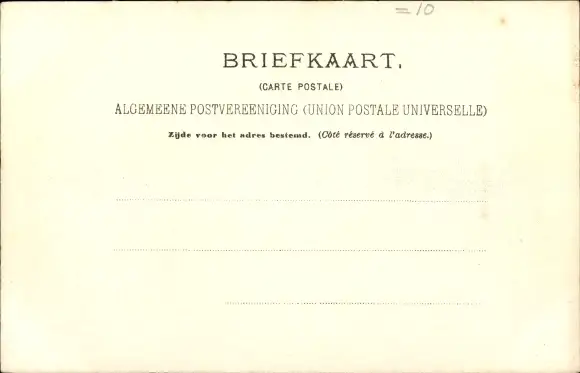 =10
BRIEFKAART.
(CARTE POSTALE)
ALGEMEENE POSTVEREENIGING (UNION POSTALE UNIVERSELLE)
Zijde voor het adres bestemd. (Côté réservé à l'adresse.)